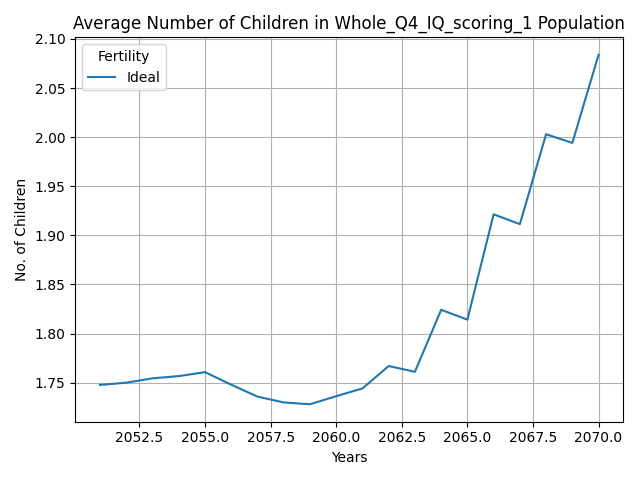 Average Number of Children in Whole_Q4_IQ_scoring_1 Population
Fertility
Ideal
No. of Children
2.10
2.05
2.00
1.95
1.90
1.85
1.80
1.75
2052.5 2055.0 2057.5 2060.0 2062.5 2065.0 2067.5 2070.0
Years